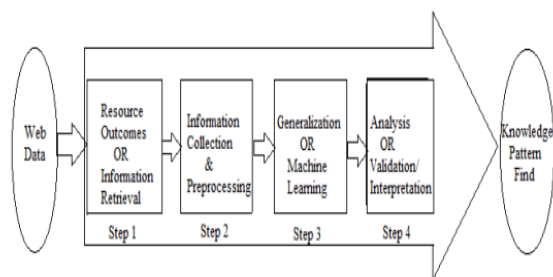 Web
Data
Resource
Outcomes
OR
Information
Retrieval
Information
Collection
&
Preprocessing
Generalization
OR
Machine
Learning
Analysis
OR
Validation/
Interpretation
Knowledge
Pattern
Find
Step 1
Step 2
Step 3
Step 4